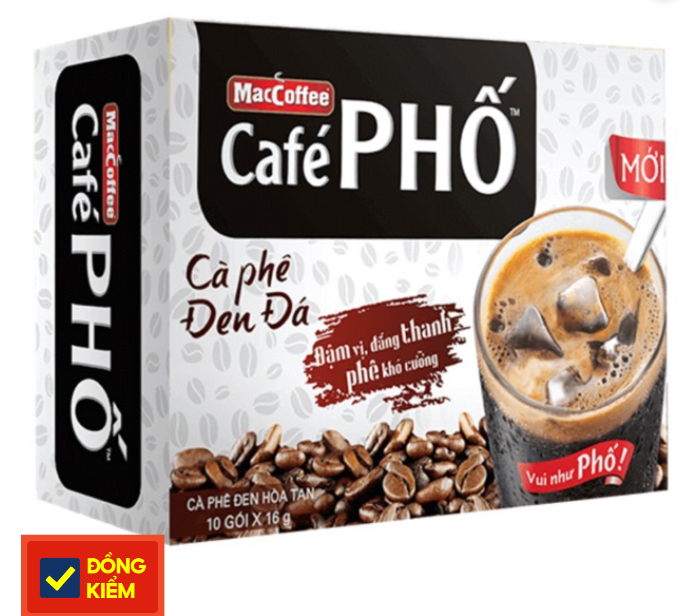 MacCoffee
Café PHỐ™
MỚI
Cà phê
Đen Đá
Đậm vị, đắng thanh
phê khó cưỡng
Vui như Phố!
CÀ PHÊ ĐEN HÒA TAN
10 GÓI X 16 g
MacCoffee
Café PHỐ™
ĐỒNG
KIỂM